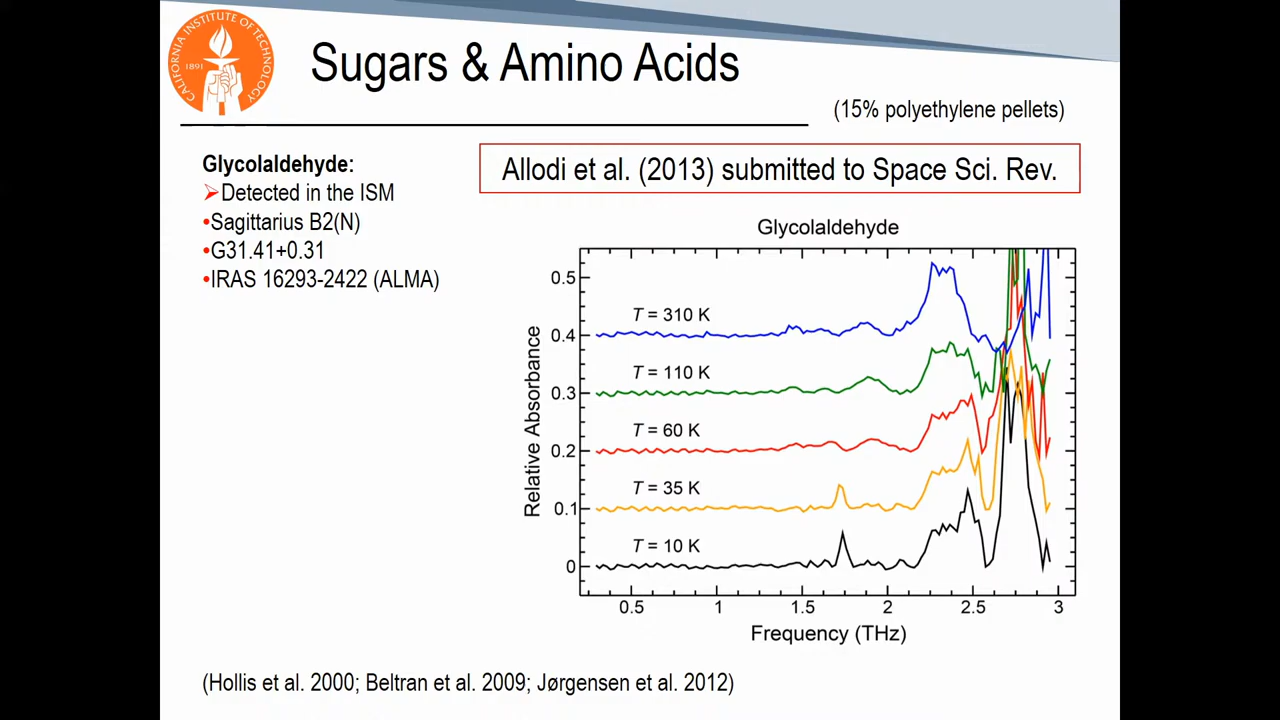 CALIFORNIA INSTITUTE OF TECHNOLOGY
1891
Sugars & Amino Acids
(15% polyethylene pellets)
Glycolaldehyde:
➢Detected in the ISM
•Sagittarius B2(N)
•G31.41+0.31
•IRAS 16293-2422 (ALMA)
Allodi et al. (2013) submitted to Space Sci. Rev.
Glycolaldehyde
Relative Absorbance
0.5
0.4
0.3
0.2
0.1
0
T = 310 K
T = 110 K
T = 60 K
T = 35 K
T = 10 K
0.5 1 1.5 2 2.5 3
Frequency (THz)
(Hollis et al. 2000; Beltran et al. 2009; Jørgensen et al. 2012)